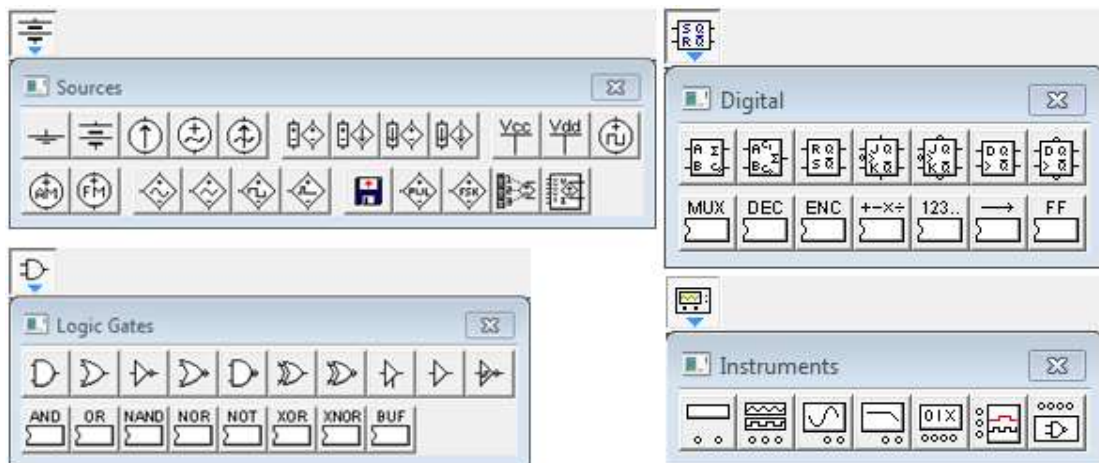 S Q
R Q
Sources
Vcc Vdd
AM FM PUL FSK
Digital
A Σ
B C
R Q
S Q
J Q
K Q
J Q
K Q
D Q
Q
D Q
Q
MUX DEC ENC +-×÷ 123.. → FF
Logic Gates
AND OR NAND NOR NOT XOR XNOR BUF
Instruments
01X